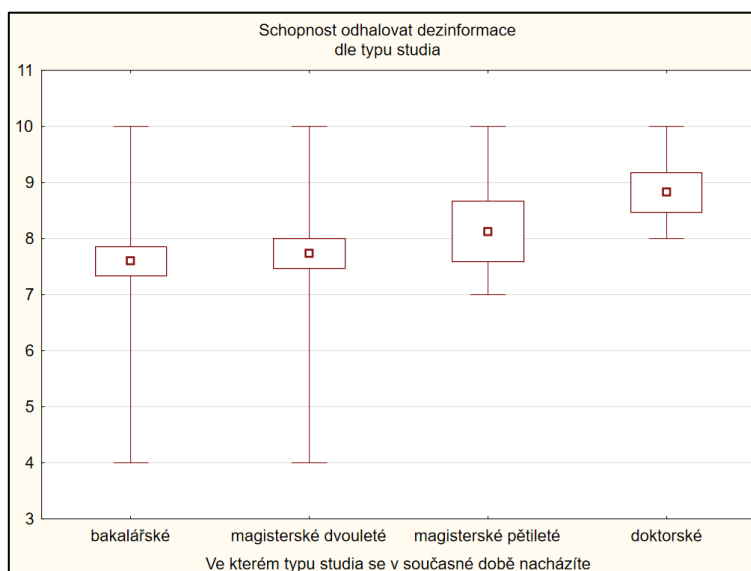 Schopnost odhalovat dezinformace
dle typu studia
11
10
9
8
7
6
5
4
3
bakalářské magisterské dvouleté magisterské pětileté doktorské
Ve kterém typu studia se v současné době nacházíte